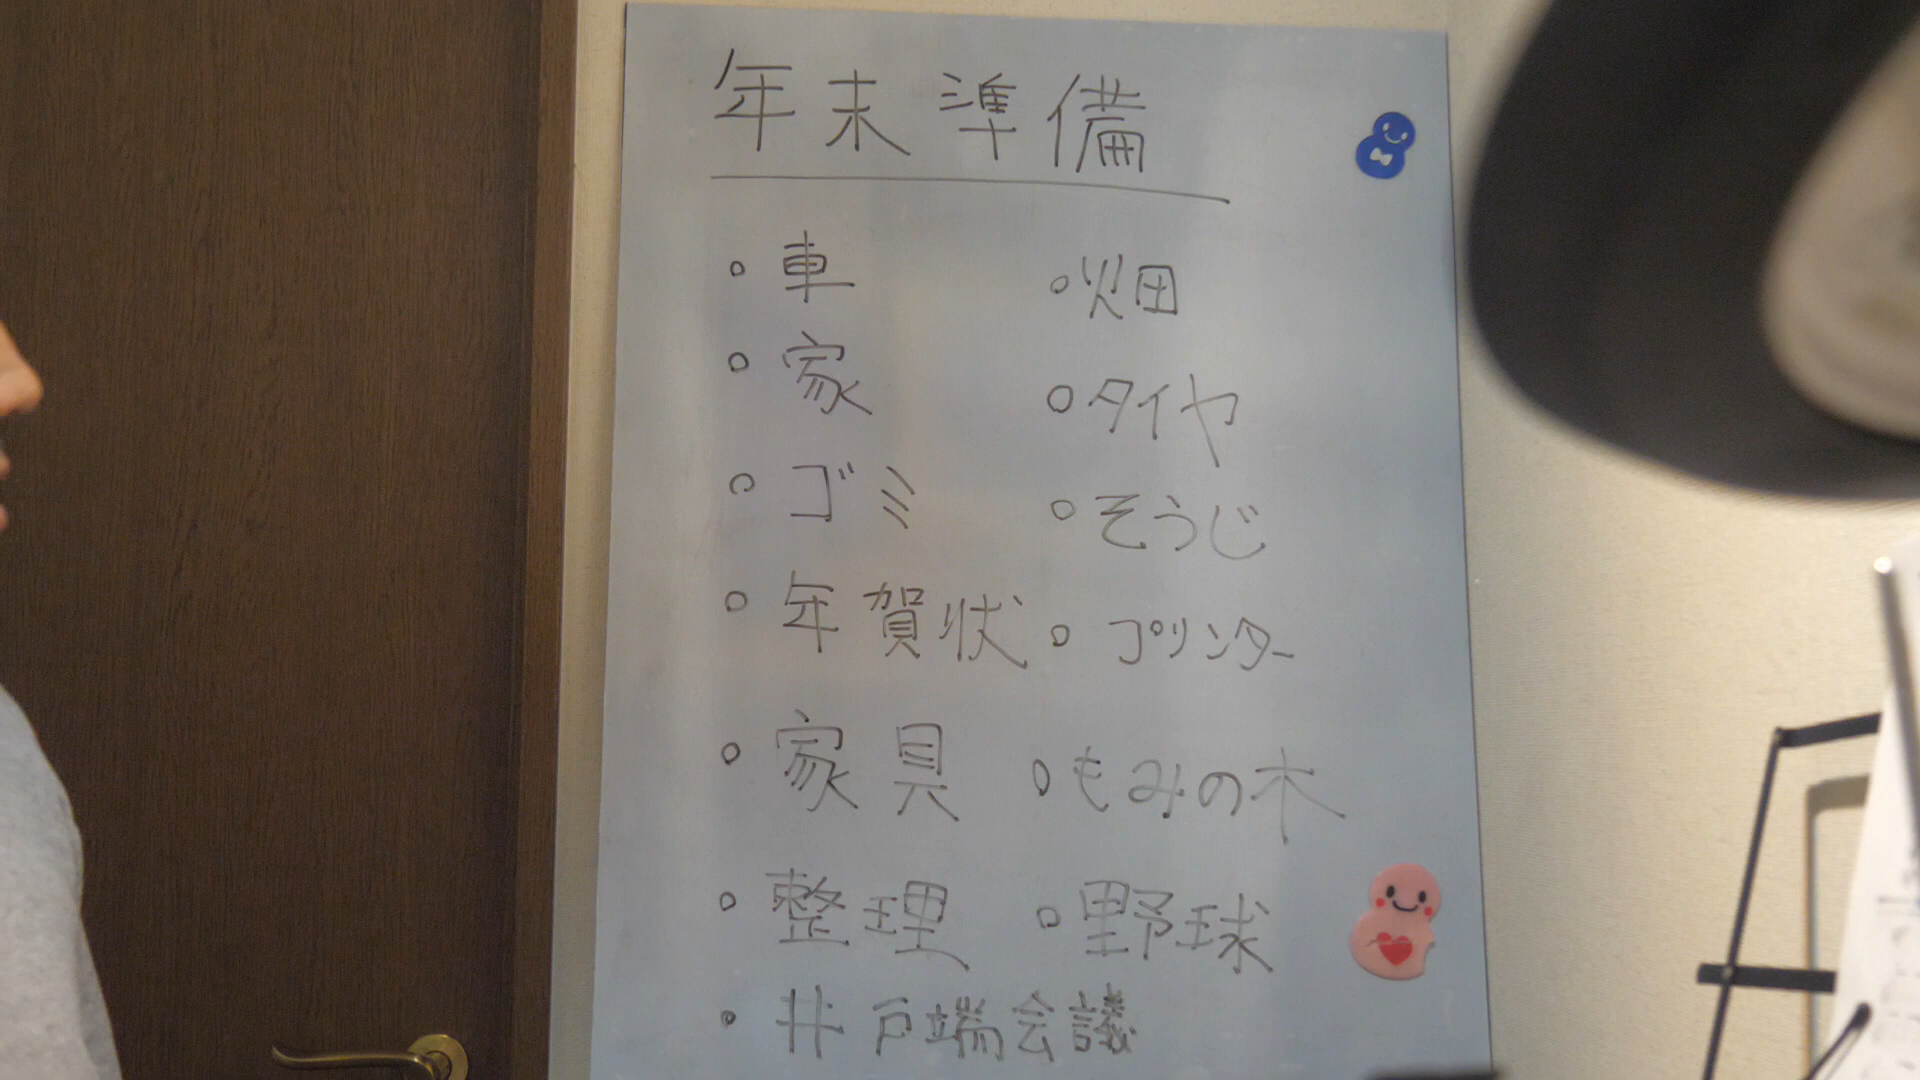 年末準備
・車
・畑
・家
・タイヤ
・ゴミ
・そうじ
・年賀状
・プリンター
・家具
・もみの木
・整理
・野球
・井戸端会議